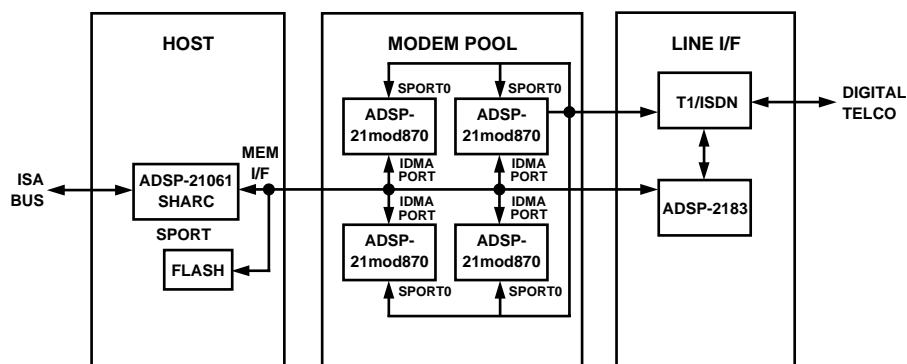 HOST
MODEM POOL
LINE I/F
SPORT0
SPORT0
ADSP-
21mod870
ADSP-
21mod870
T1/ISDN
DIGITAL
TELCO
MEM
I/F
IDMA
PORT
IDMA
PORT
ISA
BUS
ADSP-21061
SHARC
IDMA
PORT
IDMA
PORT
ADSP-2183
SPORT
ADSP-
21mod870
ADSP-
21mod870
FLASH
SPORT0
SPORT0